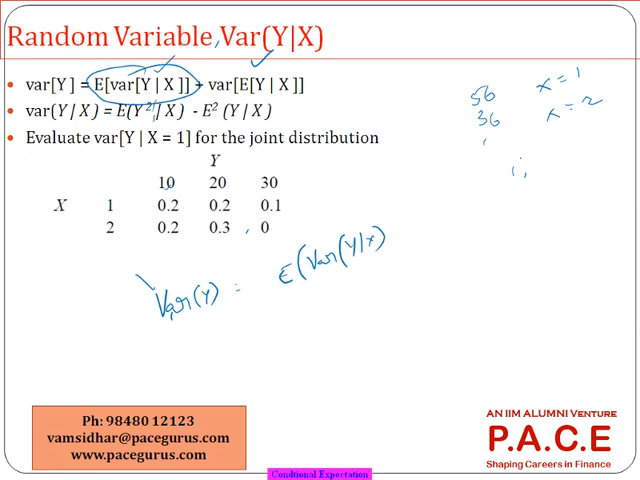 Random Variable, Var(Y|X)
• var[Y] = E[var[Y | X ]] + var[E[Y | X ]]
• var(Y | X) = E(Y² | X) - E² (Y | X)
• Evaluate var[Y | X = 1] for the joint distribution
Y
10 20 30
X 1 0.2 0.2 0.1
2 0.2 0.3 0
56 x = 1
36 x = 2
Var(Y) = E(Var(Y|x)
Ph: 98480 12123
vamsidhar@pacegurus.com
www.pacegurus.com
AN IIM ALUMNI VENTURE
P.A.C.E
Shaping Careers in Finance
Condtional Expectation